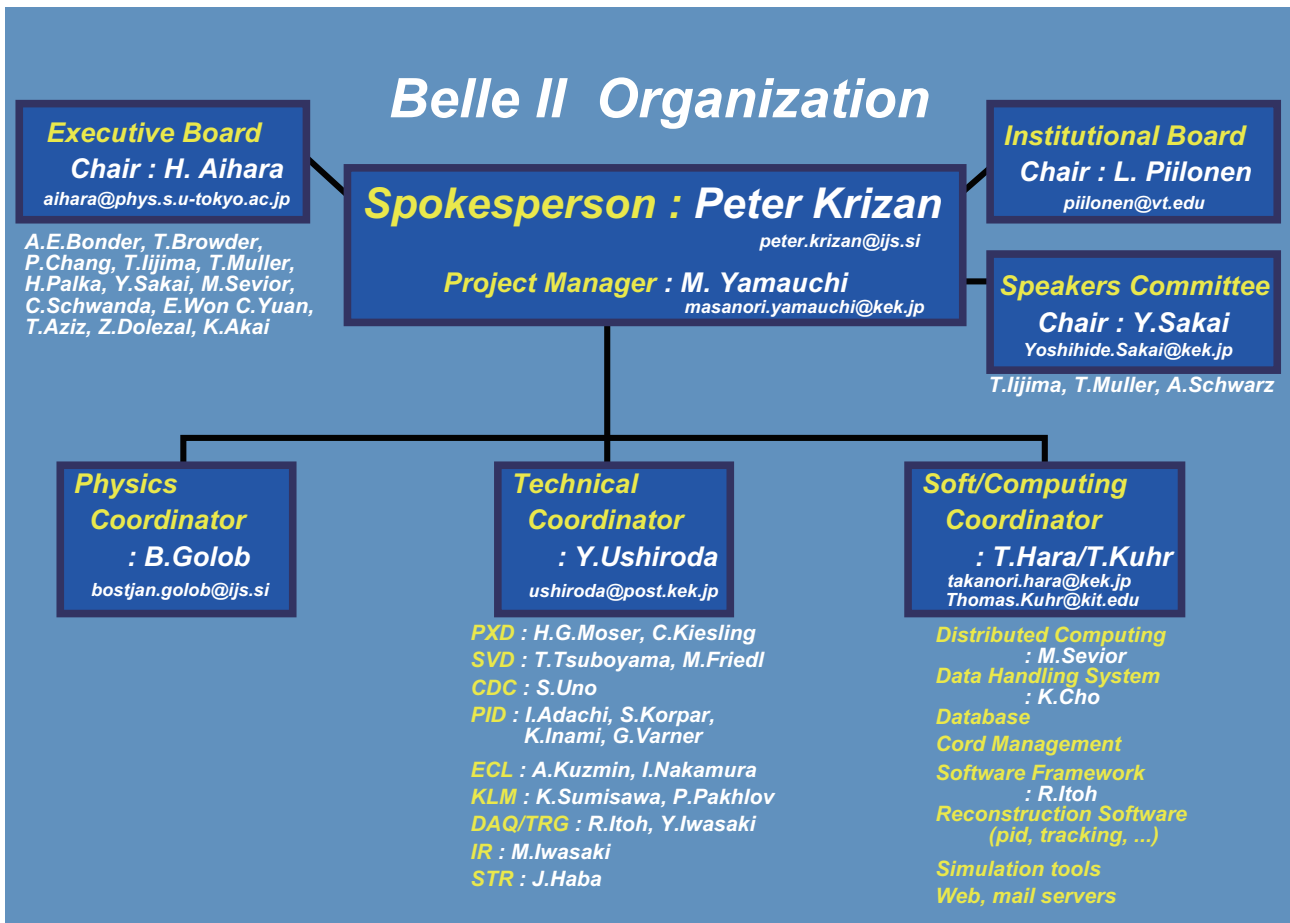 Belle II Organization
Executive Board
Chair : H. Aihara
aihara@phys.s.u-tokyo.ac.jp
A.E.Bonder, T.Browder,
P.Chang, T.Iijima, T.Muller,
H.Palka, Y.Sakai, M.Sevior,
C.Schwanda, E.Won C.Yuan,
T.Aziz, Z.Dolezal, K.Akai
Spokesperson : Peter Krizan
peter.krizan@ijs.si
Project Manager : M. Yamauchi
masanori.yamauchi@kek.jp
Institutional Board
Chair : L. Piilonen
piilonen@vt.edu
Speakers Committee
Chair : Y.Sakai
Yoshihide.Sakai@kek.jp
T.Iijima, T.Muller, A.Schwarz
Physics
Coordinator
: B.Golob
bostjan.golob@ijs.si
Technical
Coordinator
: Y.Ushiroda
ushiroda@post.kek.jp
PXD : H.G.Moser, C.Kiesling
SVD : T.Tsuboyama, M.Friedl
CDC : S.Uno
PID : I.Adachi, S.Korpar,
K.Inami, G.Varner
ECL : A.Kuzmin, I.Nakamura
KLM : K.Sumisawa, P.Pakhlov
DAQ/TRG : R.Itoh, Y.Iwasaki
IR : M.Iwasaki
STR : J.Haba
Soft/Computing
Coordinator
: T.Hara/T.Kuhr
takanori.hara@kek.jp
Thomas.Kuhr@kit.edu
Distributed Computing
: M.Sevior
Data Handling System
: K.Cho
Database
Cord Management
Software Framework
: R.Itoh
Reconstruction Software
(pid, tracking, ...)
Simulation tools
Web, mail servers